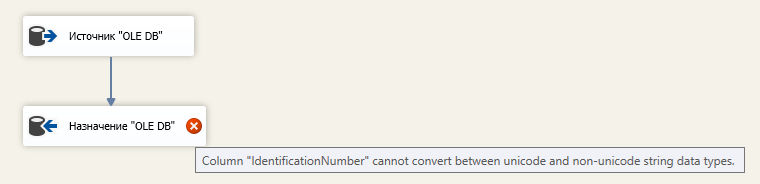 Источник "OLE DB"
Назначение "OLE DB"
Column "IdentificationNumber" cannot convert between unicode and non-unicode string data types.